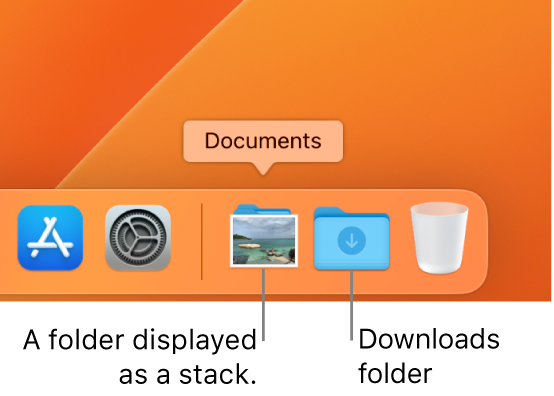 Documents
A folder displayed
as a stack.
Downloads
folder